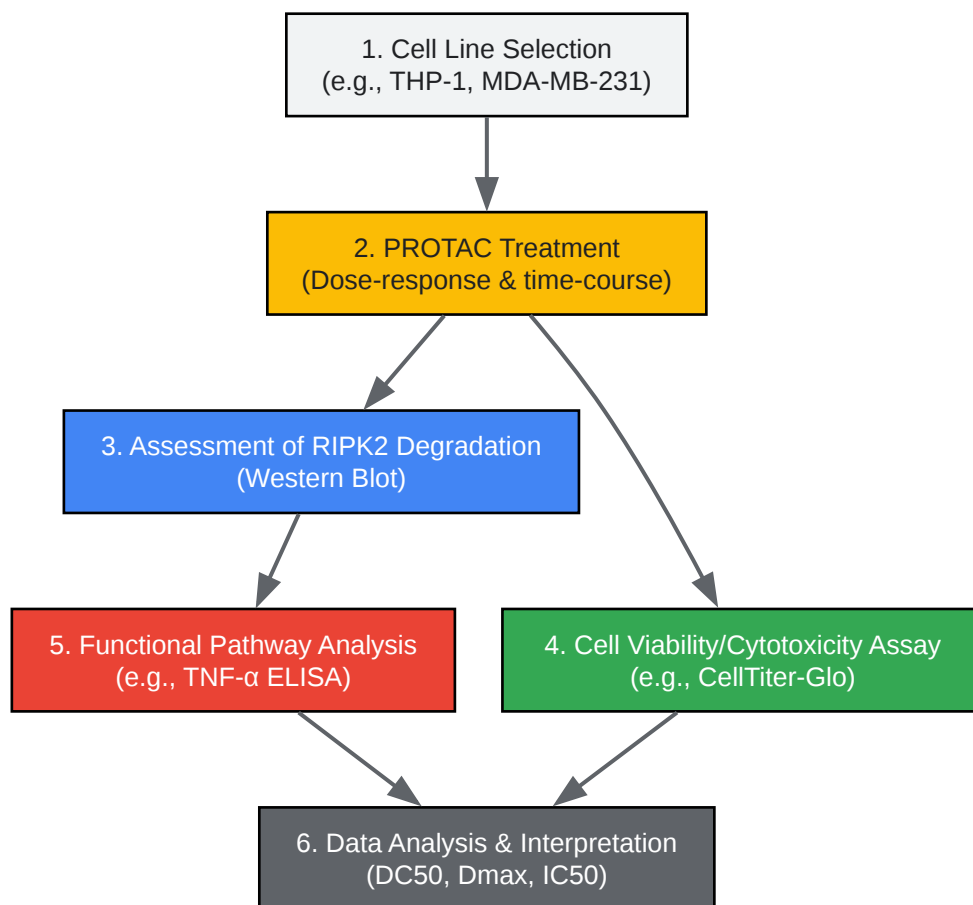 1. Cell Line Selection
(e.g., THP-1, MDA-MB-231)
2. PROTAC Treatment
(Dose-response & time-course)
3. Assessment of RIPK2 Degradation
(Western Blot)
5. Functional Pathway Analysis
(e.g., TNF-α ELISA)
4. Cell Viability/Cytotoxicity Assay
(e.g., CellTiter-Glo)
6. Data Analysis & Interpretation
(DC50, Dmax, IC50)